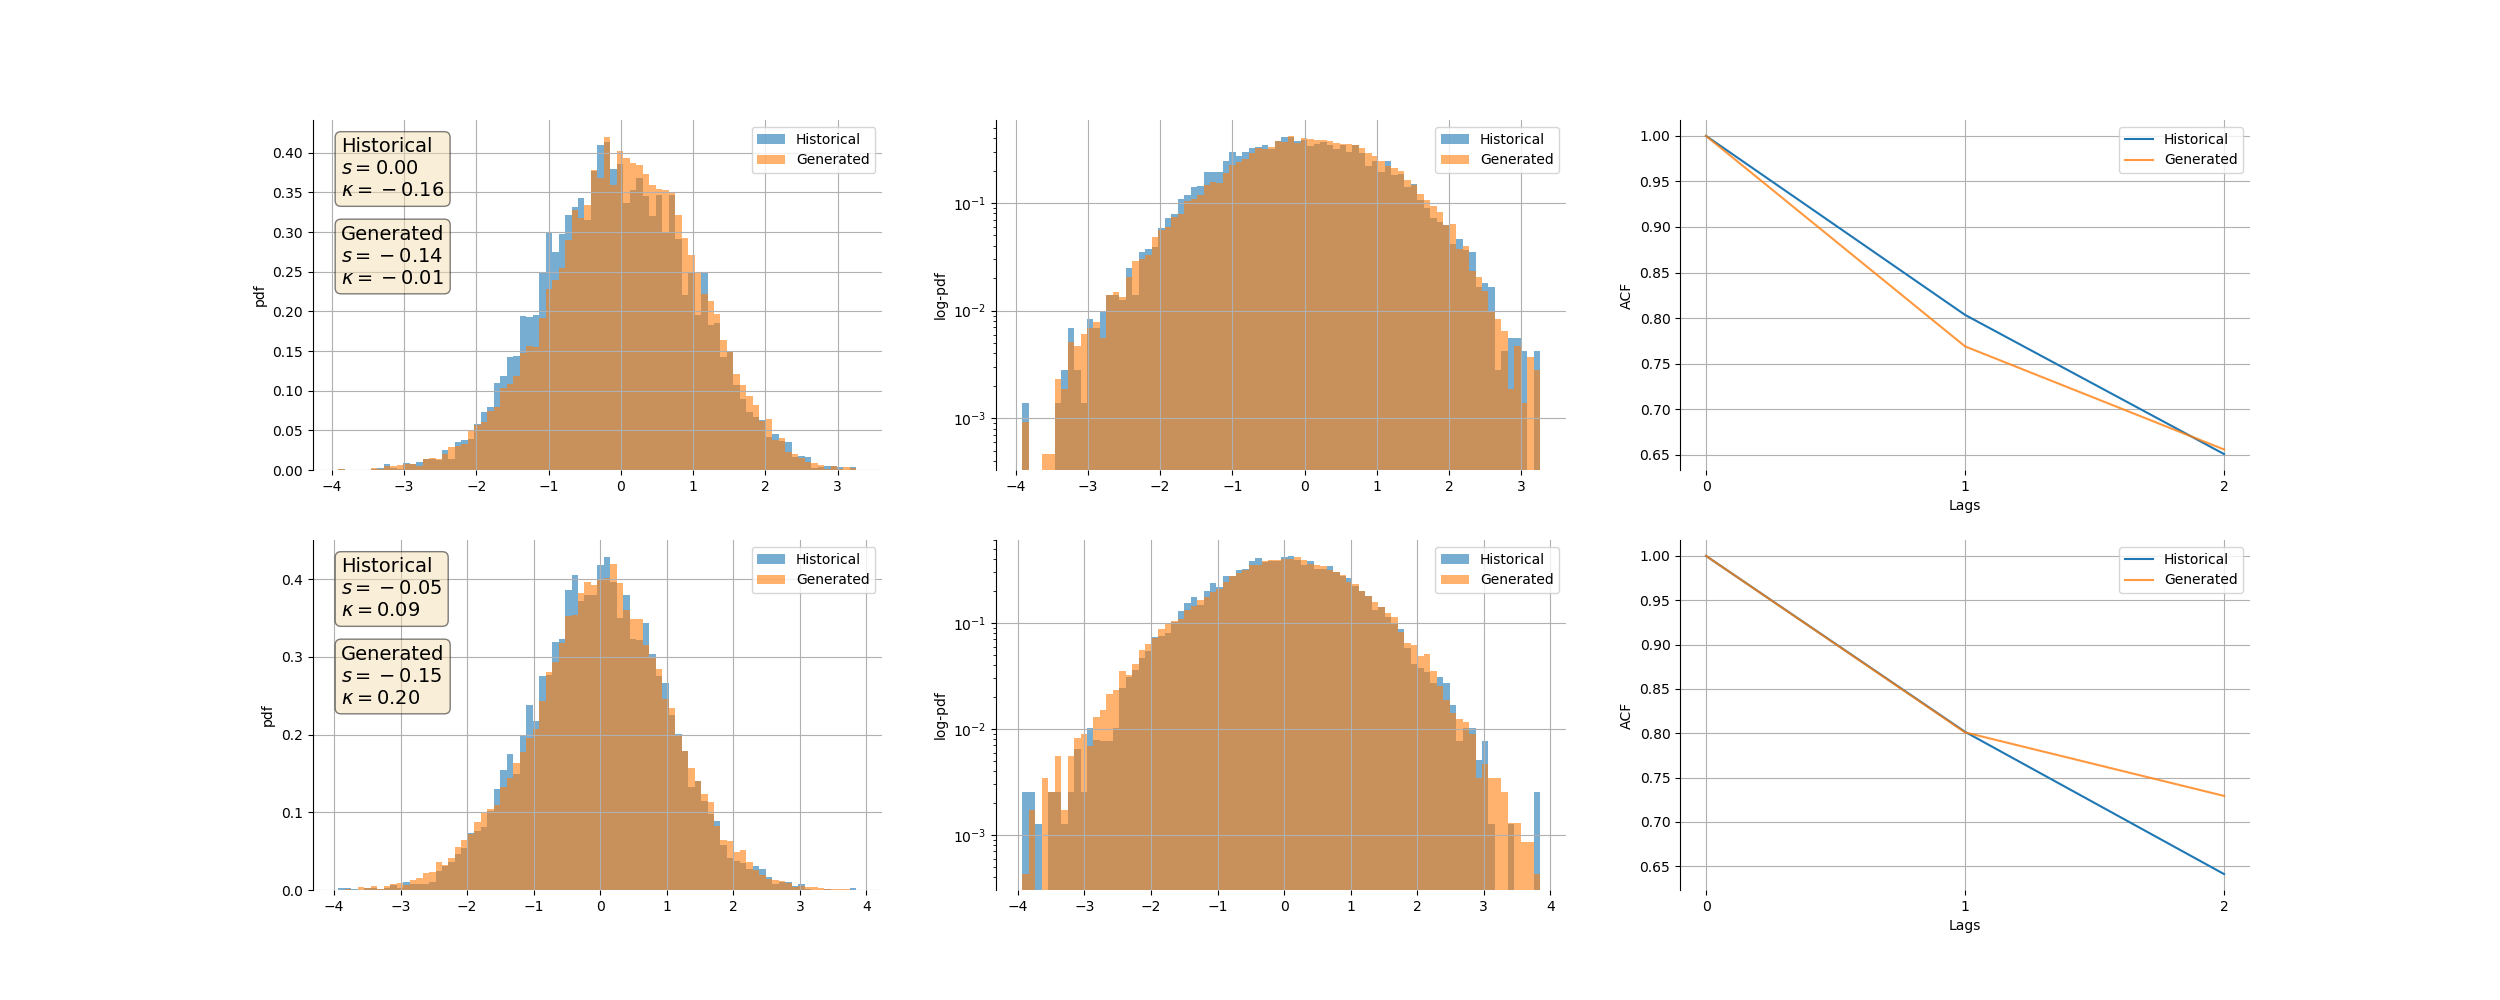 Historical
s = 0.00
κ = −0.16
Generated
s = −0.14
κ = −0.01
Historical
Generated
pdf
0.40
0.35
0.30
0.25
0.20
0.15
0.10
0.05
0.00
−4 −3 −2 −1 0 1 2 3
Historical
Generated
log-pdf
10⁻¹
10⁻²
10⁻³
−4 −3 −2 −1 0 1 2 3
Historical
Generated
ACF
1.00
0.95
0.90
0.85
0.80
0.75
0.70
0.65
0 1 2
Lags
Historical
s = −0.05
κ = 0.09
Generated
s = −0.15
κ = 0.20
Historical
Generated
pdf
0.4
0.3
0.2
0.1
0.0
−4 −3 −2 −1 0 1 2 3 4
Historical
Generated
log-pdf
10⁻¹
10⁻²
10⁻³
−4 −3 −2 −1 0 1 2 3 4
Historical
Generated
ACF
1.00
0.95
0.90
0.85
0.80
0.75
0.70
0.65
0 1 2
Lags